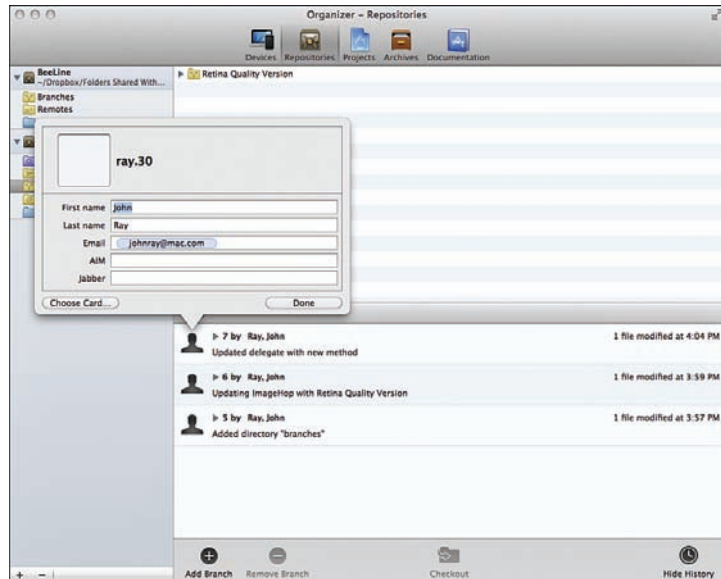 Organizer – Repositories
Devices Repositories Projects Archives Documentation
BeeLine
~/Dropbox/Folders Shared With...
Branches
Remotes
Retina Quality Version
ray.30
First name John
Last name Ray
Email johnray@mac.com
AIM
Jabber
Choose Card... Done
7 by Ray, John 1 file modified at 4:04 PM
Updated delegate with new method
6 by Ray, John 1 file modified at 3:59 PM
Updating ImageHop with Retina Quality Version
5 by Ray, John 1 file modified at 3:57 PM
Added directory "branches"
+ − Add Branch Remove Branch Checkout Hide History